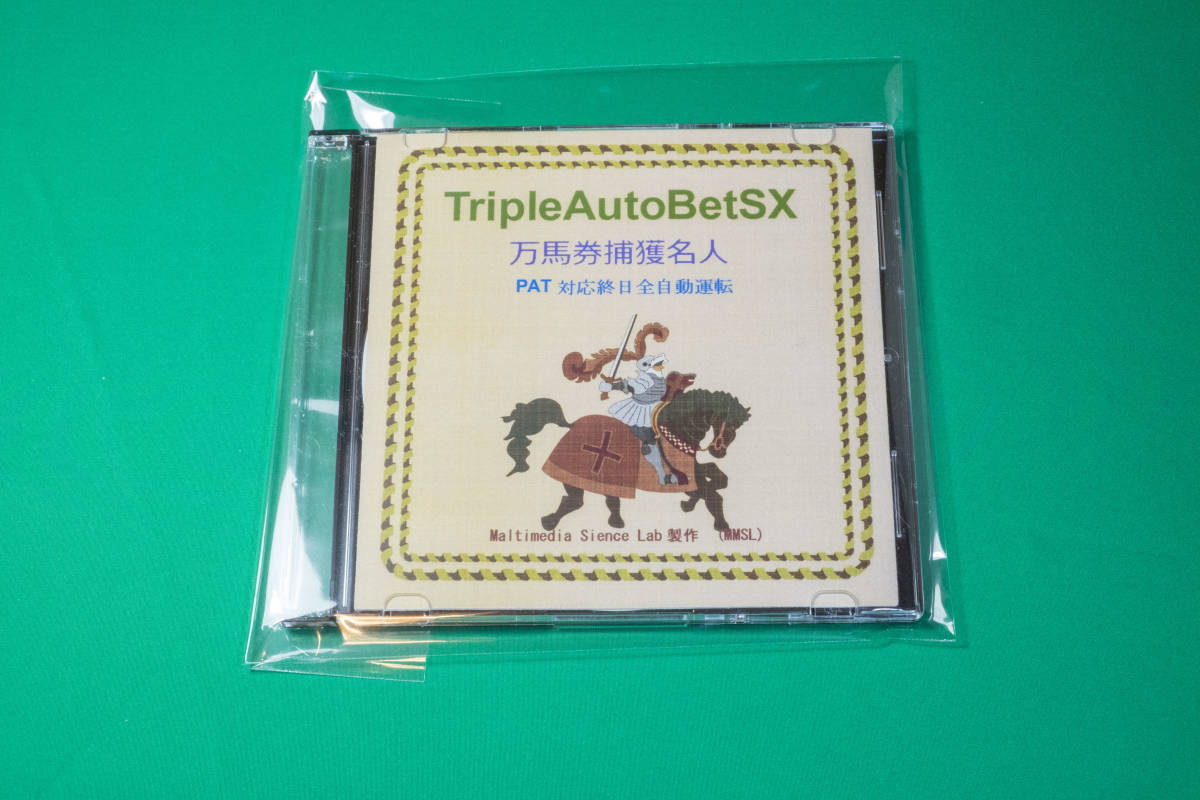 TripleAutoBetSX
万馬券捕獲名人
PAT 対応終日全自動運転
Maltimedia Sience Lab 製作 (MMSL)